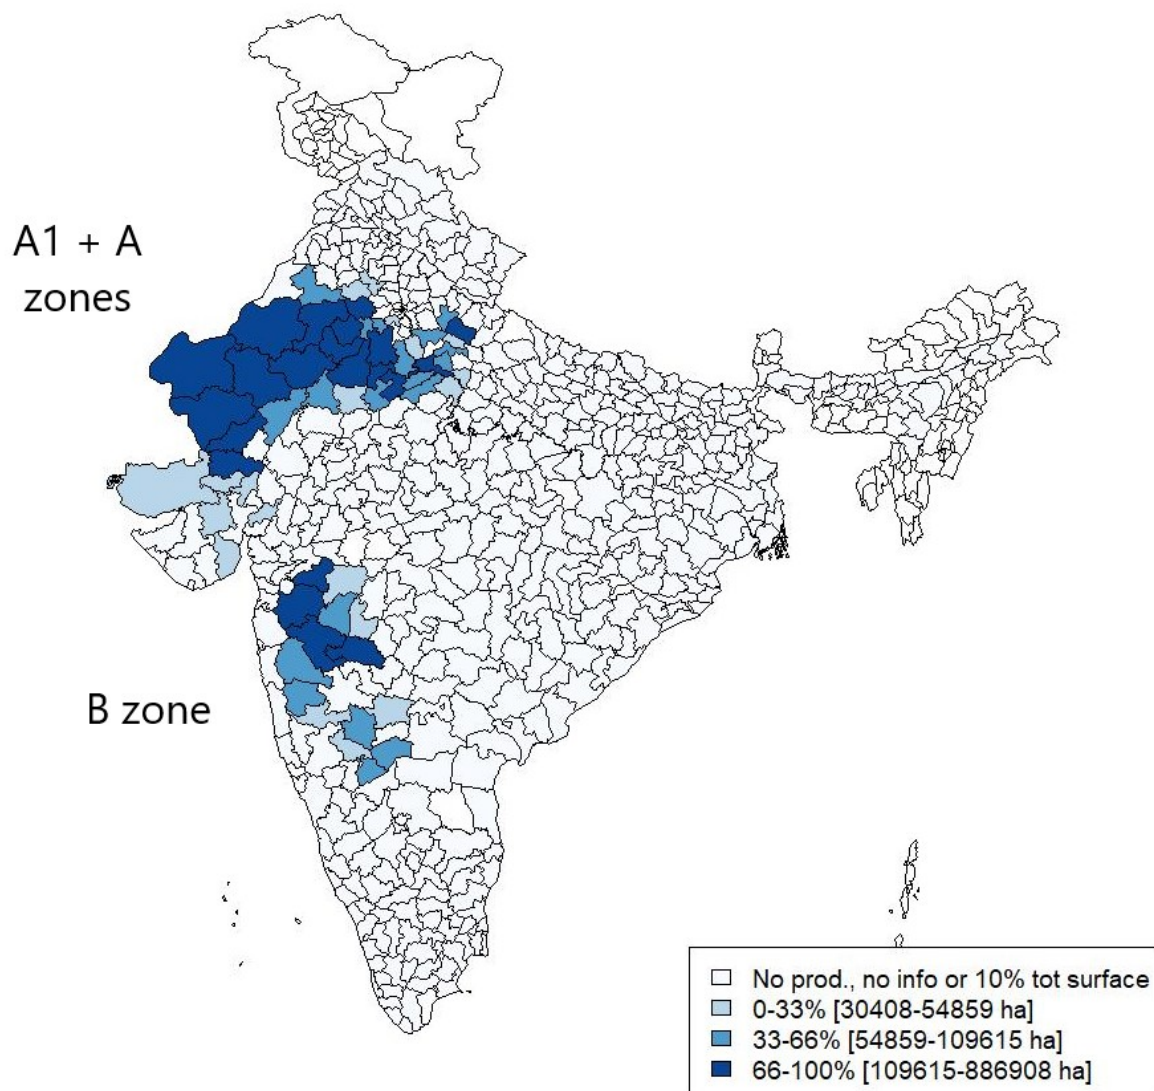 A1 + A
zones
B zone
No prod., no info or 10% tot surface
0-33% [30408-54859 ha]
33-66% [54859-109615 ha]
66-100% [109615-886908 ha]